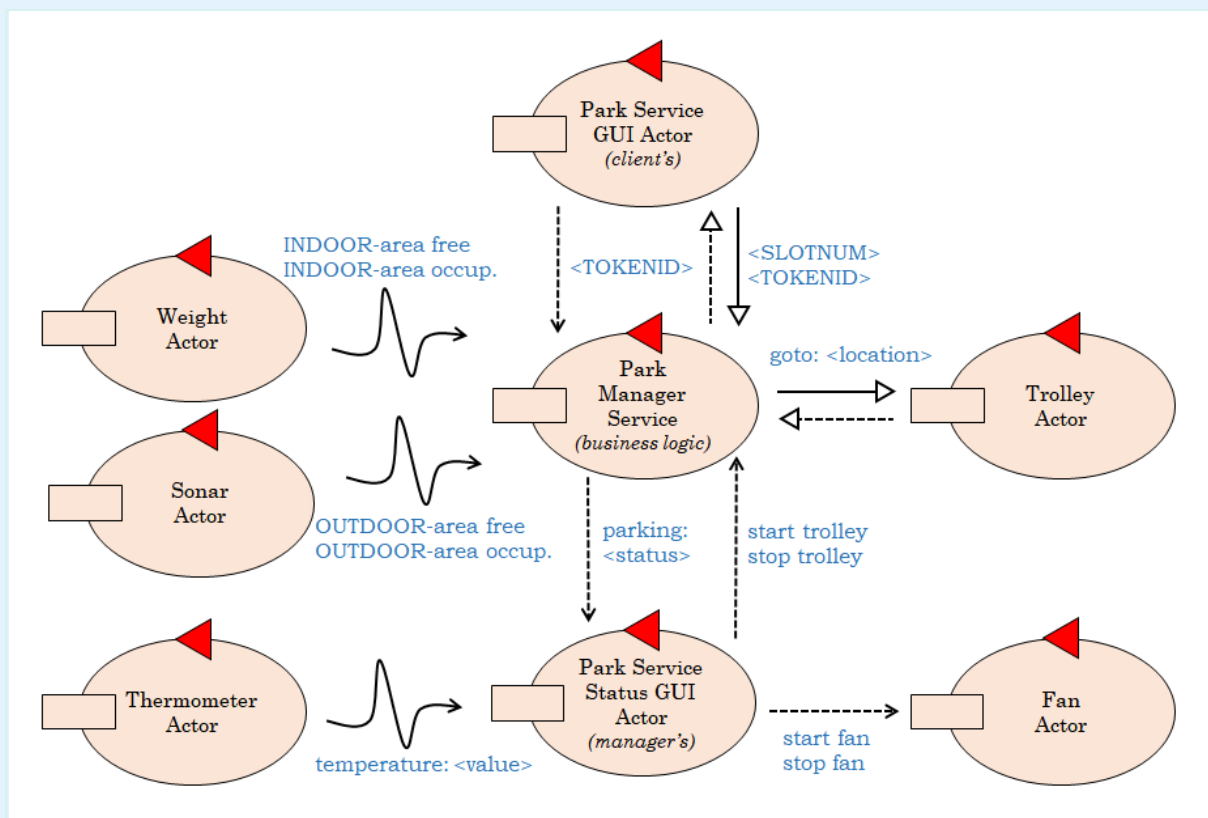 Park Service
GUI Actor
(client's)
INDOOR-area free
INDOOR-area occup.
<TOKENID>
<SLOTNUM>
<TOKENID>
Weight
Actor
Park
Manager
Service
(business logic)
goto: <location>
Trolley
Actor
Sonar
Actor
OUTDOOR-area free
OUTDOOR-area occup.
parking:
<status>
start trolley
stop trolley
Thermometer
Actor
temperature: <value>
Park Service
Status GUI
Actor
(manager's)
start fan
stop fan
Fan
Actor